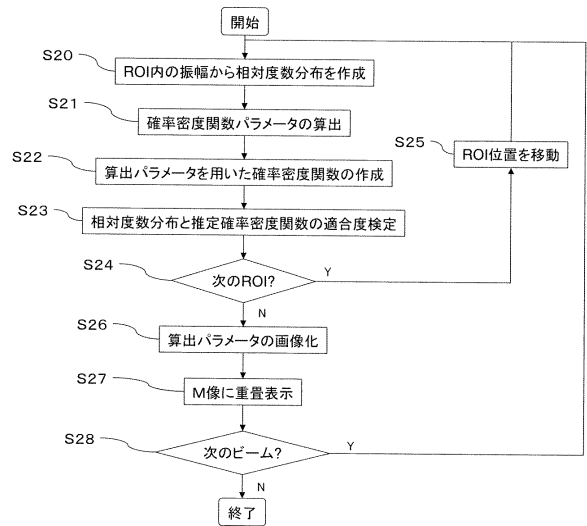 開始
S20
ROI内の振幅から相対度数分布を作成
S21
確率密度関数パラメータの算出
S25
ROI位置を移動
S22
算出パラメータを用いた確率密度関数の作成
S23
相対度数分布と推定確率密度関数の適合度検定
S24
次のROI?
Y
N
S26
算出パラメータの画像化
S27
M像に重畳表示
S28
次のビーム?
Y
N
終了